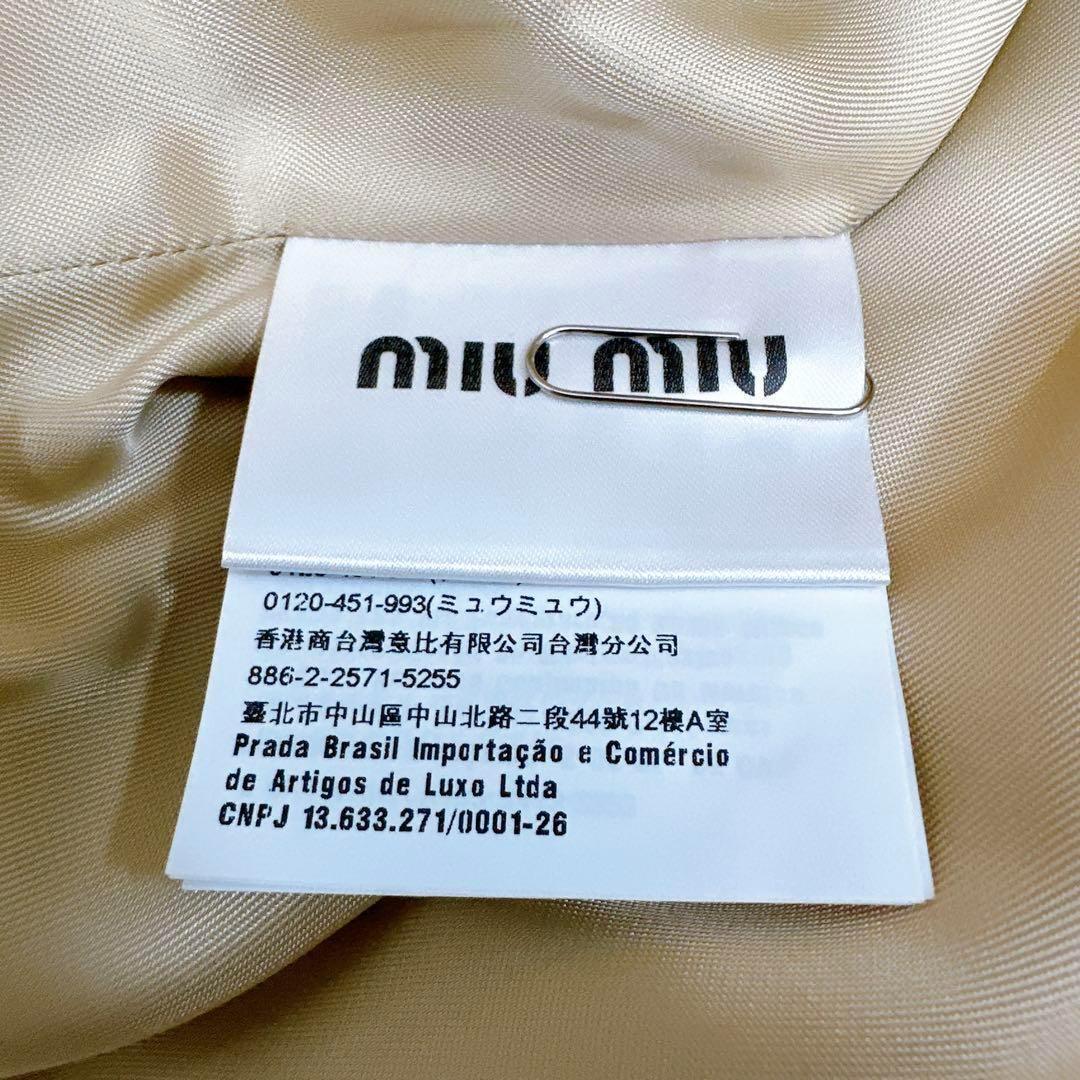 miu miu
0120-451-993(ミュウミュウ)
香港商台灣意比有限公司台灣分公司
886-2-2571-5255
臺北市中山區中山北路二段44號12樓A室
Prada Brasil Importação e Comércio
de Artigos de Luxo Ltda
CNPJ 13.633.271/0001-26